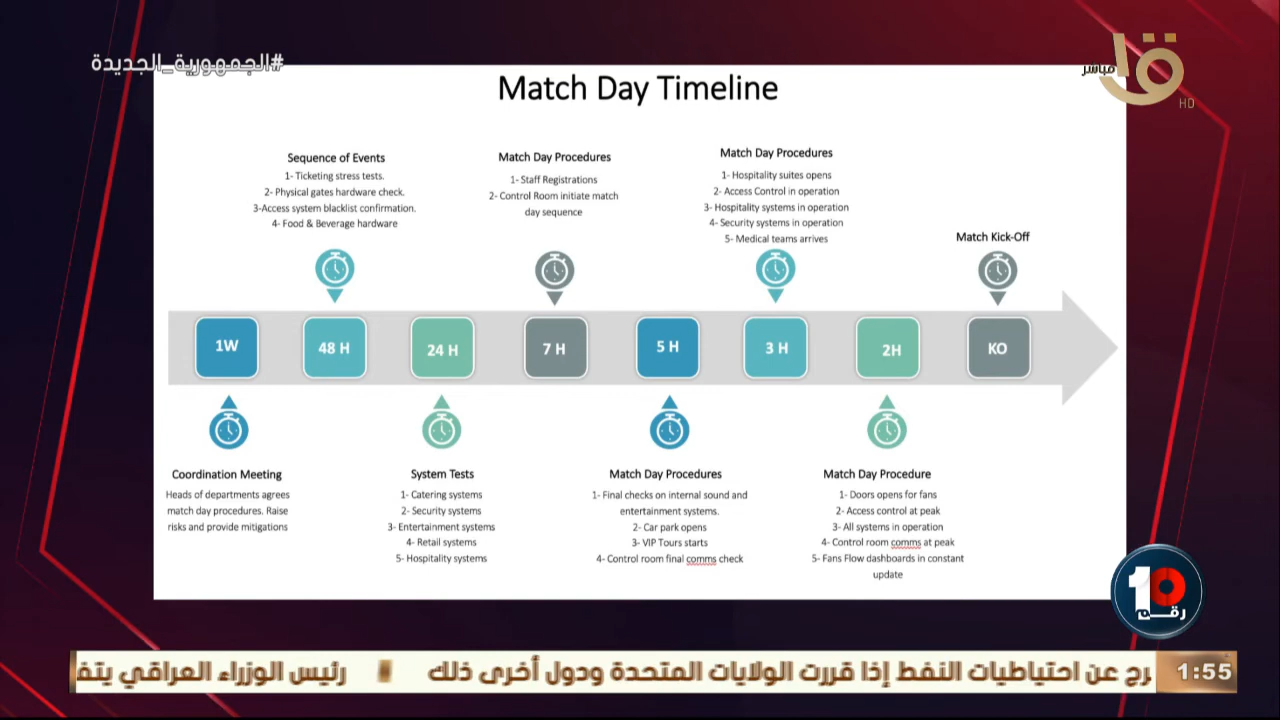 #الجمهورية_الجديدة
مباشر
HD
Match Day Timeline
Sequence of Events
1- Ticketing stress tests.
2- Physical gates hardware check.
3-Access system blacklist confirmation.
4- Food & Beverage hardware
Match Day Procedures
1- Staff Registrations
2- Control Room initiate match
day sequence
Match Day Procedures
1- Hospitality suites opens
2- Access Control in operation
3- Hospitality systems in operation
4- Security systems in operation
5- Medical teams arrives
Match Kick-Off
1W
48 H
24 H
7 H
5 H
3 H
2H
KO
Coordination Meeting
Heads of departments agrees
match day procedures. Raise
risks and provide mitigations
System Tests
1- Catering systems
2- Security systems
3- Entertainment systems
4- Retail systems
5- Hospitality systems
Match Day Procedures
1- Final checks on internal sound and
entertainment systems.
2- Car park opens
3- VIP Tours starts
4- Control room final comms check
Match Day Procedure
1- Doors opens for fans
2- Access control at peak
3- All systems in operation
4- Control room comms at peak
5- Fans Flow dashboards in constant
update
رقم 10
1:55
رج عن احتياطيات النفط إذا قررت الولايات المتحدة ودول أخرى ذلك
رئيس الوزراء العراقي يتف